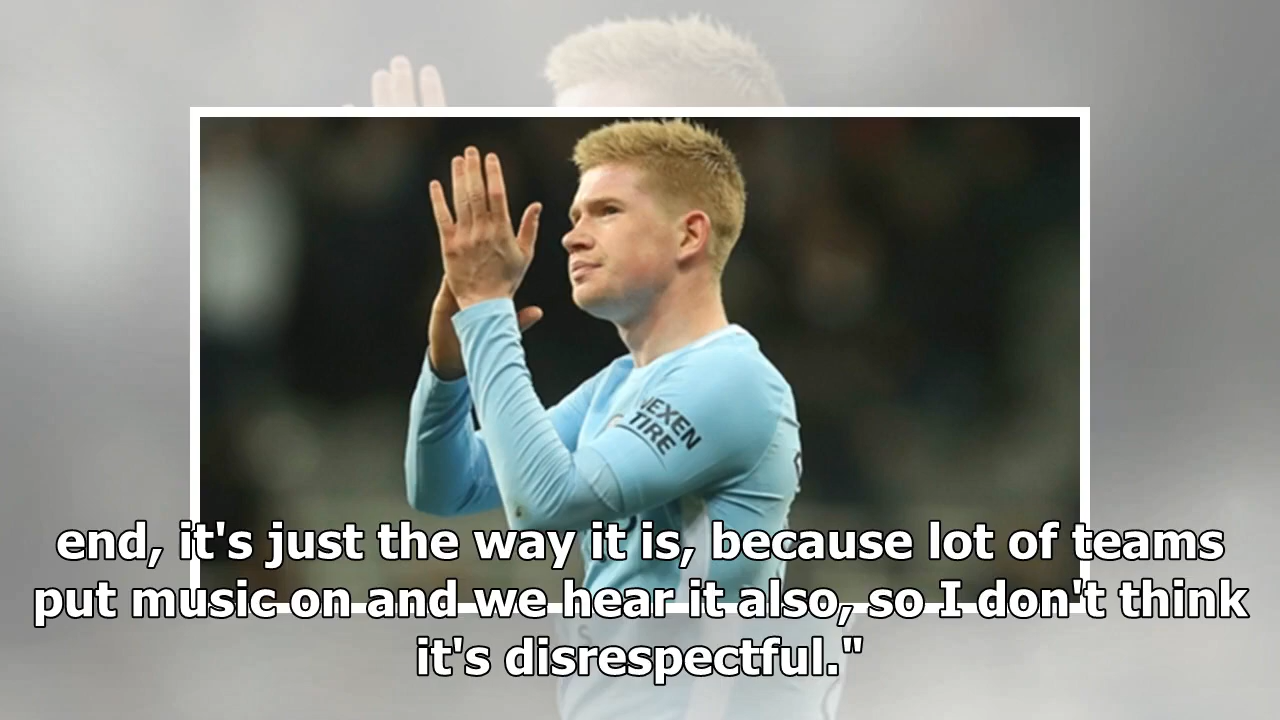 NEXEN
TIRE
end, it's just the way it is, because lot of teams
put music on and we hear it also, so I don't think
it's disrespectful."